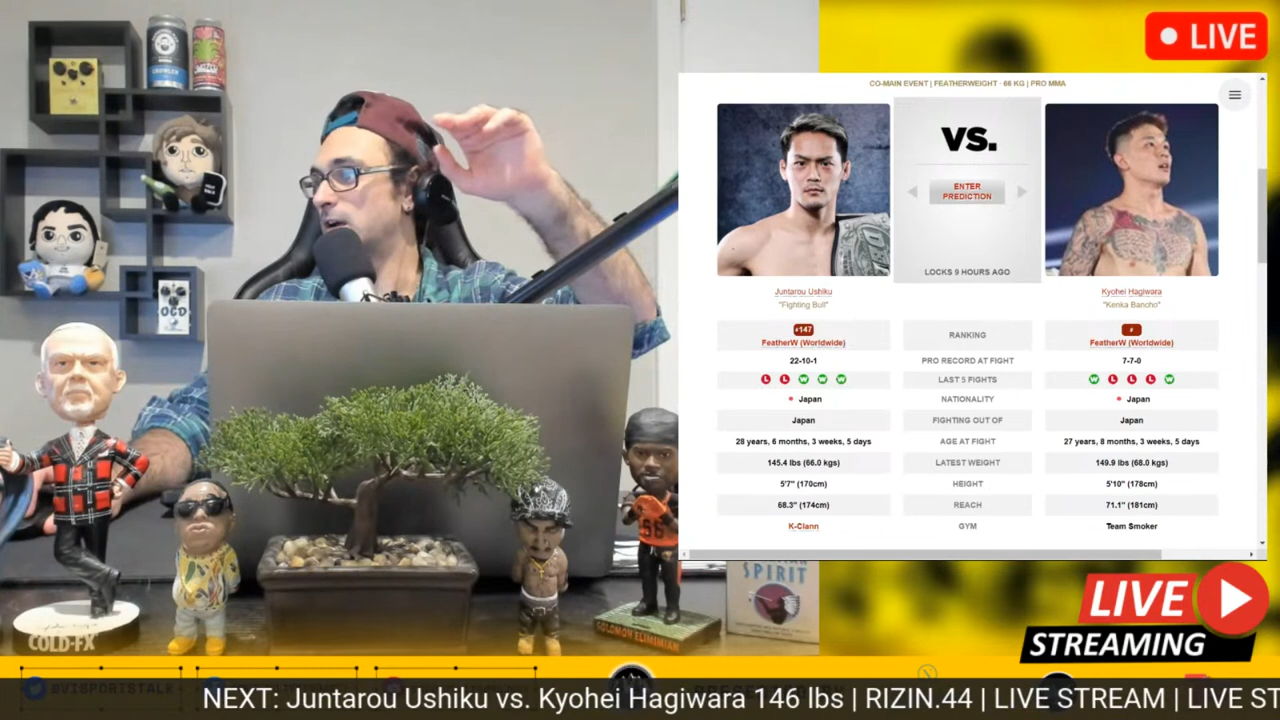 LIVE
CO-MAIN EVENT | FEATHERWEIGHT · 66 KG | PRO MMA
VS.
ENTER
PREDICTION
LOCKS 9 HOURS AGO
Juntarou Ushiku
"Fighting Bull"
Kyohei Hagiwara
"Kenka Bancho"
#147
FeatherW (Worldwide)
RANKING
#
FeatherW (Worldwide)
22-10-1
PRO RECORD AT FIGHT
7-7-0
L L W W W
LAST 5 FIGHTS
W L L L W
Japan
NATIONALITY
Japan
Japan
FIGHTING OUT OF
Japan
28 years, 6 months, 3 weeks, 5 days
AGE AT FIGHT
27 years, 8 months, 3 weeks, 5 days
145.4 lbs (66.0 kgs)
LATEST WEIGHT
149.9 lbs (68.0 kgs)
5'7" (170cm)
HEIGHT
5'10" (178cm)
68.3" (174cm)
REACH
71.1" (181cm)
K-Clann
GYM
Team Smoker
OCD
COLD-FX
SOLOMON ELIMIMIAN
SPIRIT
LIVE
STREAMING
@VISPORTSTALK
NEXT: Juntarou Ushiku vs. Kyohei Hagiwara 146 lbs | RIZIN.44 | LIVE STREAM | LIVE ST